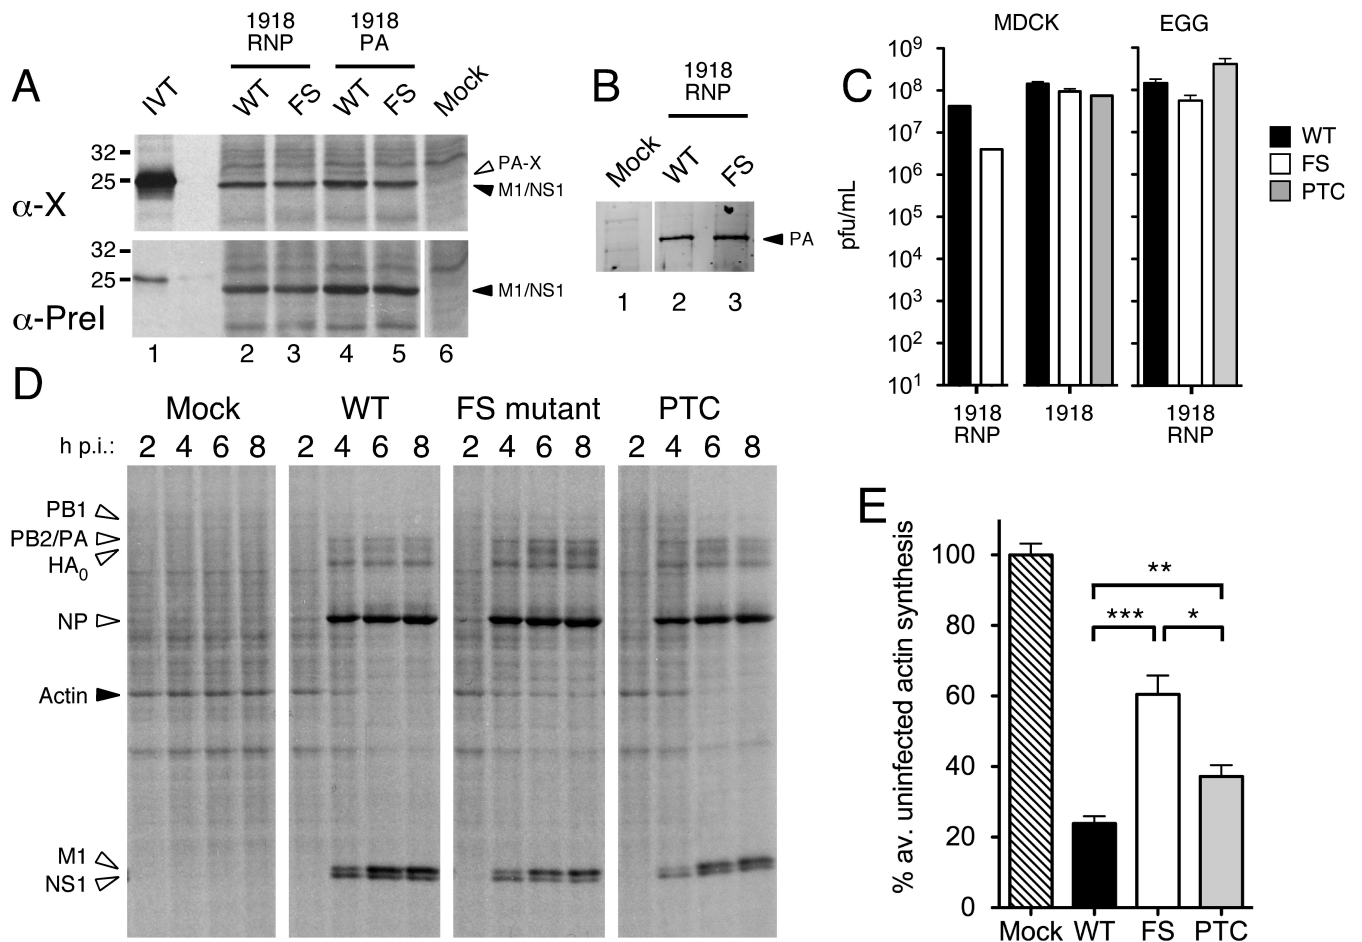 A
1918
RNP
1918
PA
IVT
WT
FS
WT
FS
Mock
32
25
α-X
PA-X
M1/NS1
32
25
α-PreI
M1/NS1
1 2 3 4 5 6
B
1918
RNP
Mock
WT
FS
PA
1 2 3
C
MDCK EGG
pfu/mL
10⁹
10⁸
10⁷
10⁶
10⁵
10⁴
10³
10²
10¹
1918
RNP
1918
1918
RNP
WT
FS
PTC
D
Mock WT FS mutant PTC
h p.i.: 2 4 6 8 2 4 6 8 2 4 6 8 2 4 6 8
PB1
PB2/PA
HA₀
NP
Actin
M1
NS1
E
% av. uninfected actin synthesis
100
80
60
40
20
0
**
*** *
Mock WT FS PTC